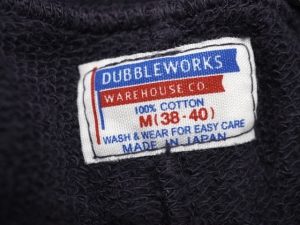 DUBBLEWORKS
WAREHOUSE CO.
100% COTTON
M(38-40)
WASH & WEAR FOR EASY CARE
MADE IN JAPAN